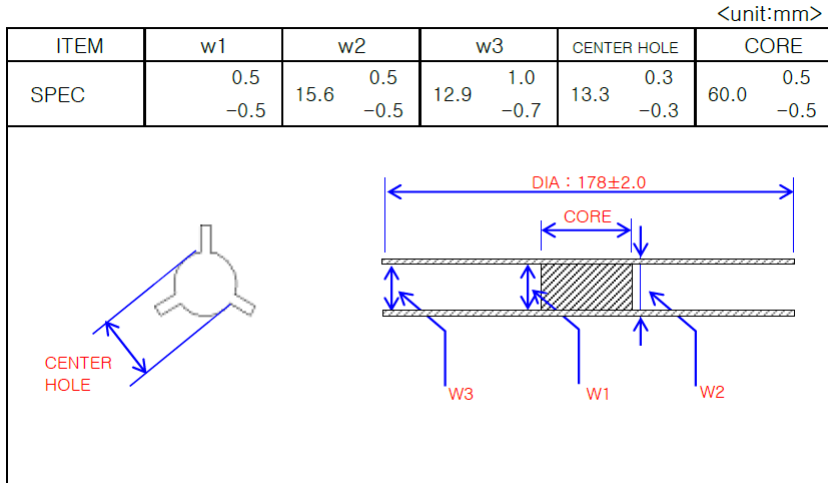 <unit:mm>
ITEM w1 w2 w3 CENTER HOLE CORE
SPEC 0.5 -0.5 15.6 0.5 -0.5 12.9 1.0 -0.7 13.3 0.3 -0.3 60.0 0.5 -0.5
DIA : 178±2.0
CORE
CENTER
HOLE
W3
W1
W2